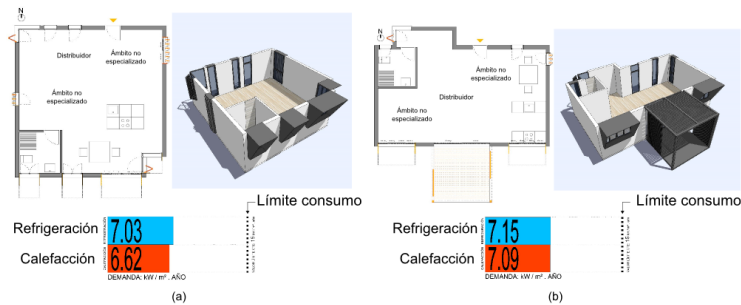 N
Distribuidor
Ámbito no
especializado
Ámbito no
especializado
Límite consumo
Refrigeración
7.03
Calefacción
6.62
DEMANDA: kW / m² . AÑO
(a)
N
Ámbito no
especializado
Distribuidor
Ámbito no
especializado
Límite consumo
Refrigeración
7.15
Calefacción
7.09
DEMANDA: kW / m² . AÑO
(b)